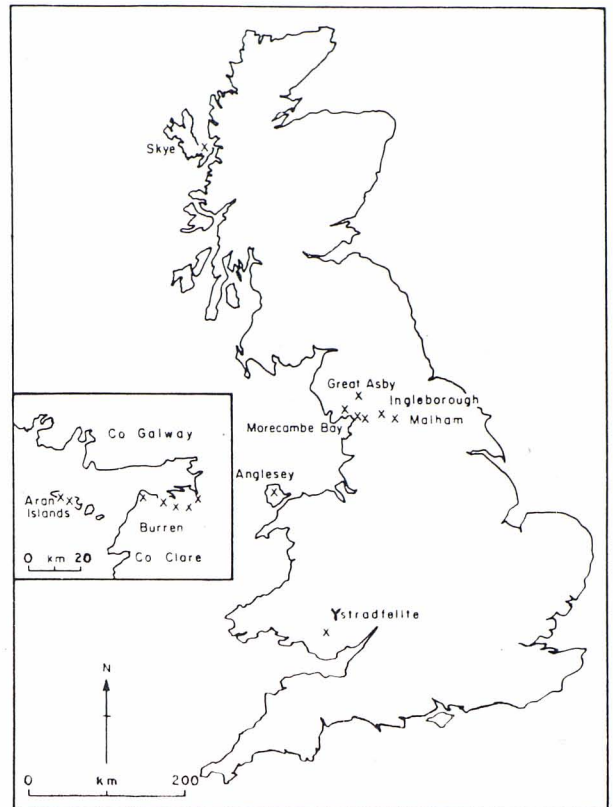 Skye
x
Great Asby
x
Ingleborough
x
x x x x
Morecambe Bay
Malham
Co Galway
Anglesey
x
Aran
Islands
x x
x x x x x
Burren
0 km 20
Co Clare
Ystradfellte
x
N
0 km 200